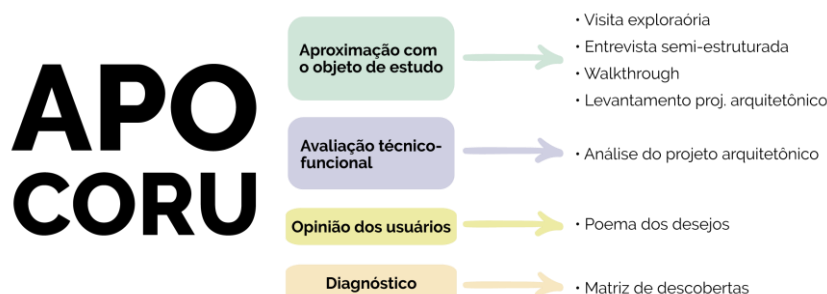 APO
CORU
Aproximação com
o objeto de estudo
• Visita exploraória
• Entrevista semi-estruturada
• Walkthrough
• Levantamento proj. arquitetônico
Avaliação técnico-
funcional
• Análise do projeto arquitetônico
Opinião dos usuários
• Poema dos desejos
Diagnóstico
• Matriz de descobertas